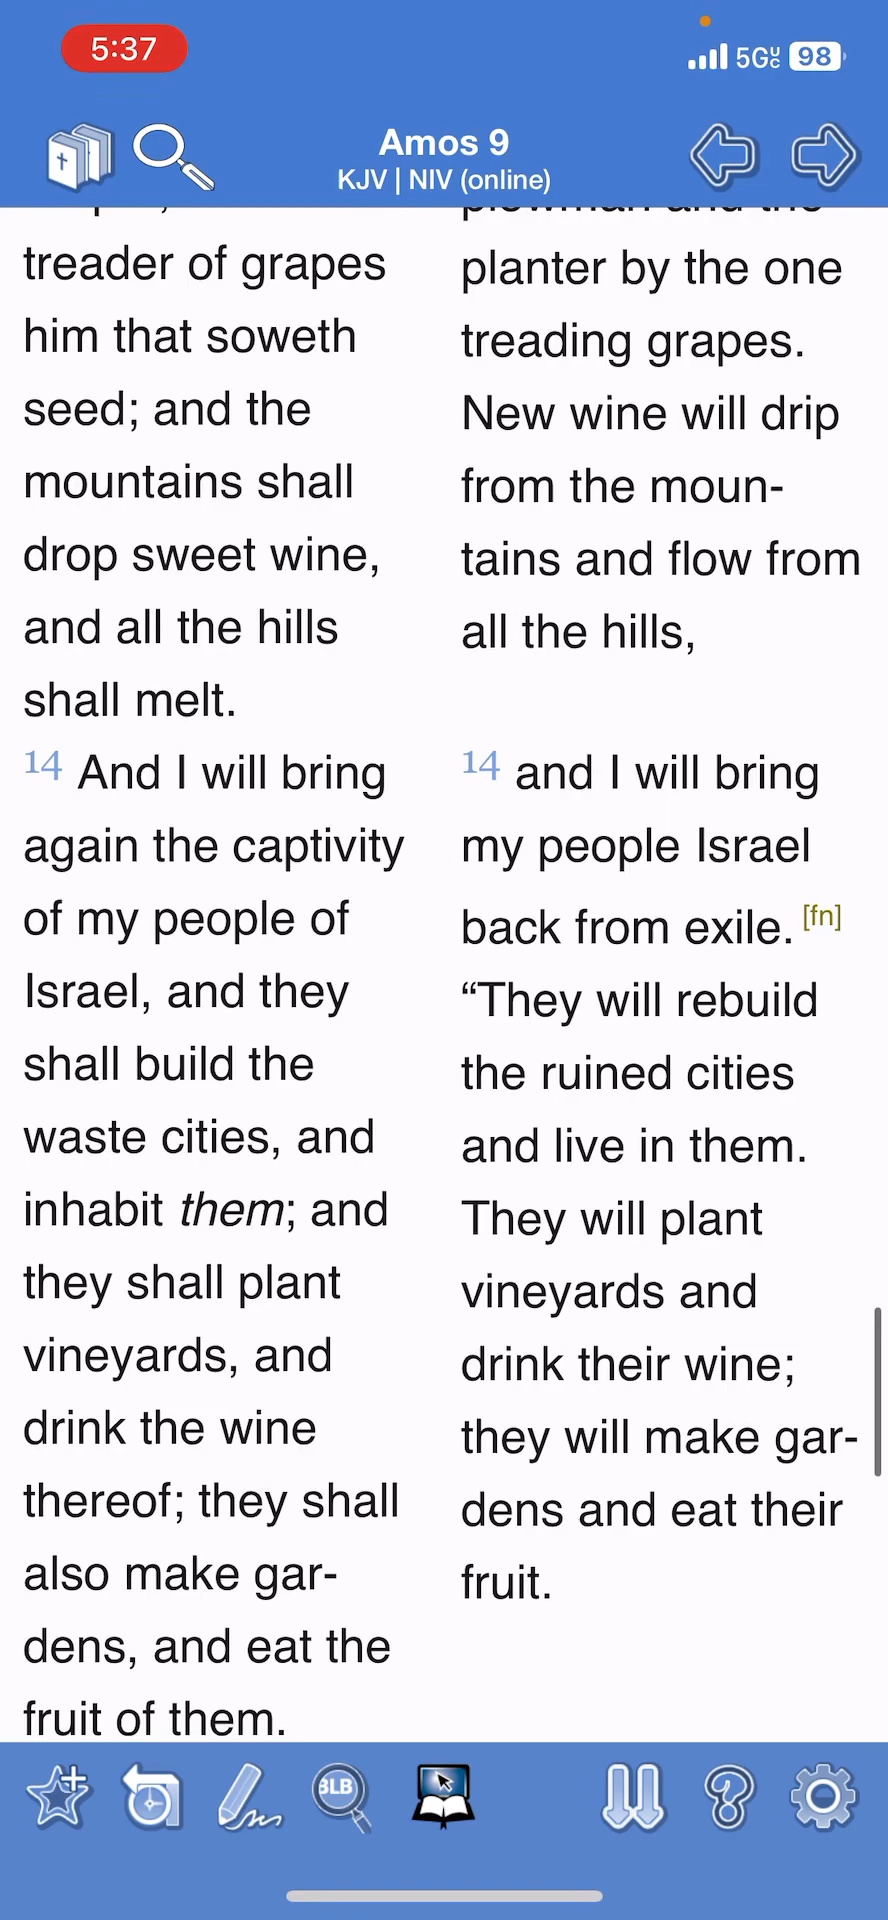 5:37
5GUC 98
Amos 9
KJV | NIV (online)
treader of grapes
him that soweth
seed; and the
mountains shall
drop sweet wine,
and all the hills
shall melt.
14 And I will bring
again the captivity
of my people of
Israel, and they
shall build the
waste cities, and
inhabit them; and
they shall plant
vineyards, and
drink the wine
thereof; they shall
also make gar-
dens, and eat the
fruit of them.
plowman and the
planter by the one
treading grapes.
New wine will drip
from the moun-
tains and flow from
all the hills,
14 and I will bring
my people Israel
back from exile. [fn]
“They will rebuild
the ruined cities
and live in them.
They will plant
vineyards and
drink their wine;
they will make gar-
dens and eat their
fruit.
BLB